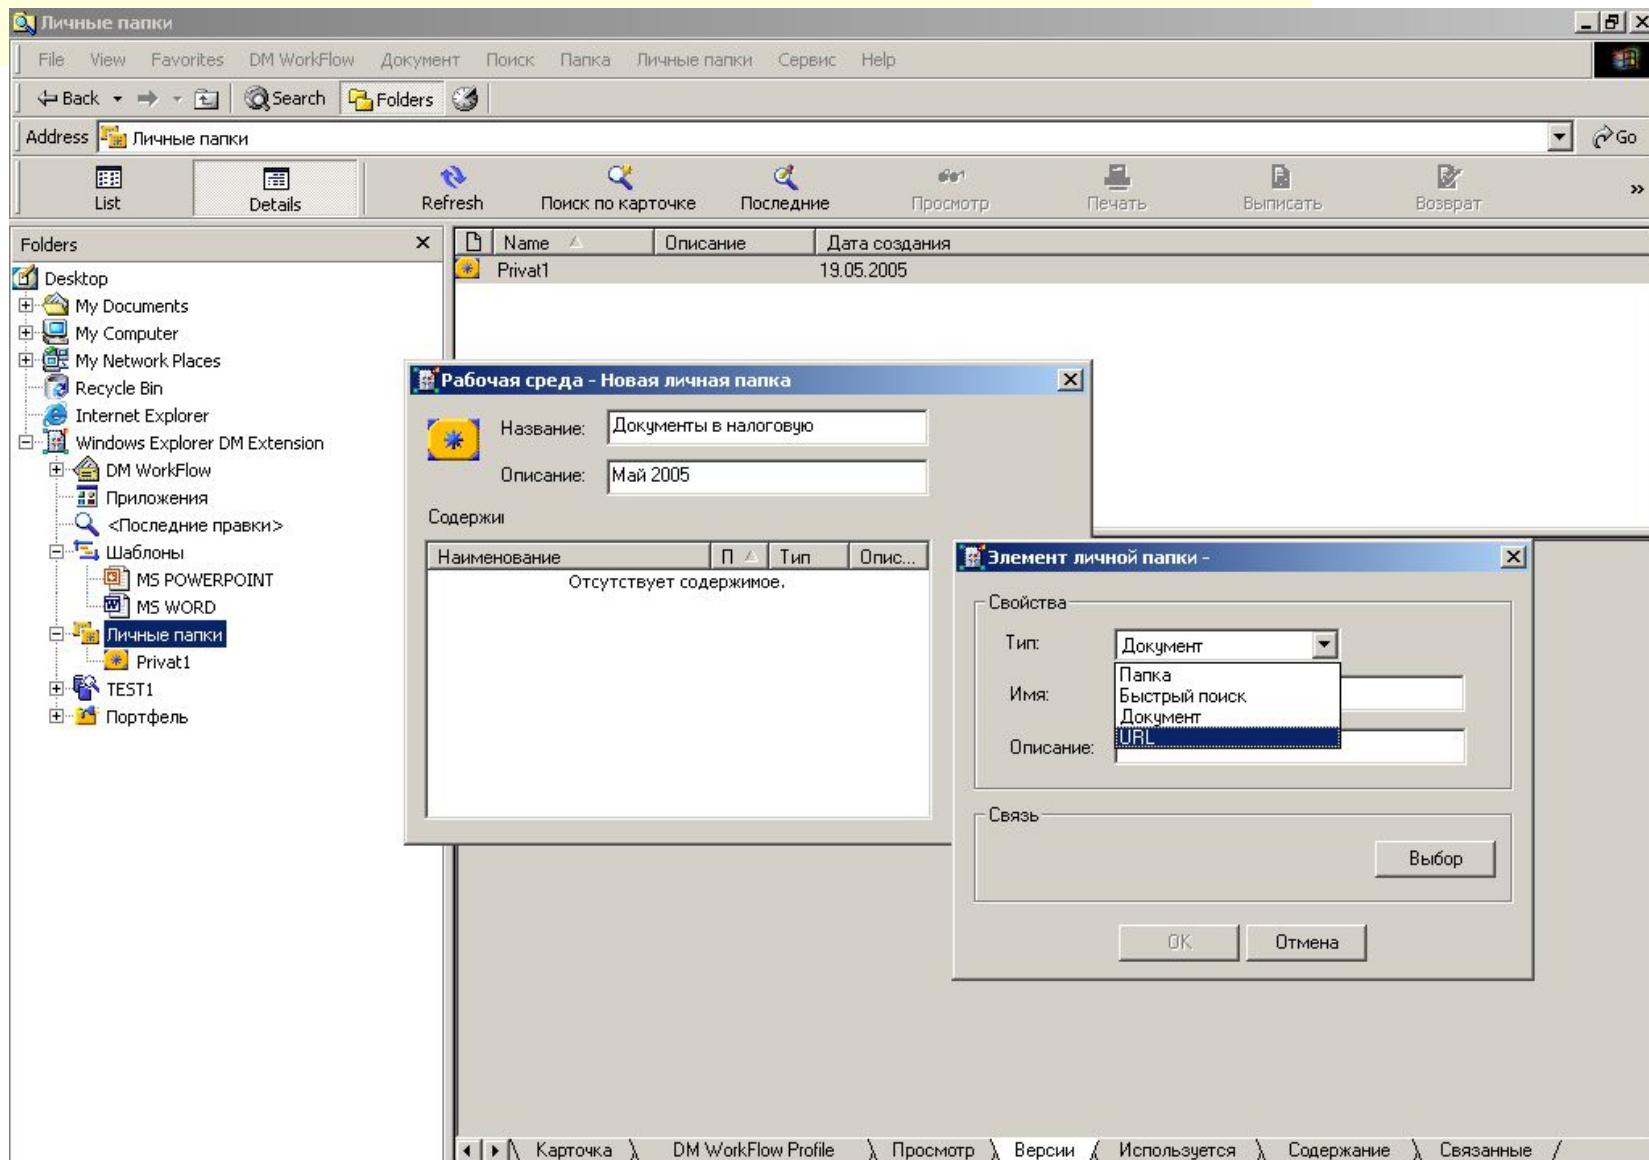 Личные папки
File View Favorites DM WorkFlow Документ Поиск Папка Личные папки Сервис Help
Back Search Folders
Address Личные папки Go
List Details Refresh Поиск по карточке Последние Просмотр Печать Выписать Возврат »
Folders
Name Описание Дата создания
Privat1 19.05.2005
Desktop
My Documents
My Computer
My Network Places
Recycle Bin
Internet Explorer
Windows Explorer DM Extension
DM WorkFlow
Приложения
<Последние правки>
Шаблоны
MS POWERPOINT
MS WORD
Личные папки
Privat1
TEST1
Портфель
Рабочая среда - Новая личная папка
Название: Документы в налоговую
Описание: Май 2005
Содержи
Наименование П Тип Опис...
Отсутствует содержимое.
Элемент личной папки -
Свойства
Тип: Документ
Папка
Быстрый поиск
Документ
URL
Имя:
Описание:
Связь
Выбор
OK Отмена
Карточка DM WorkFlow Profile Просмотр Версии Используется Содержание Связанные